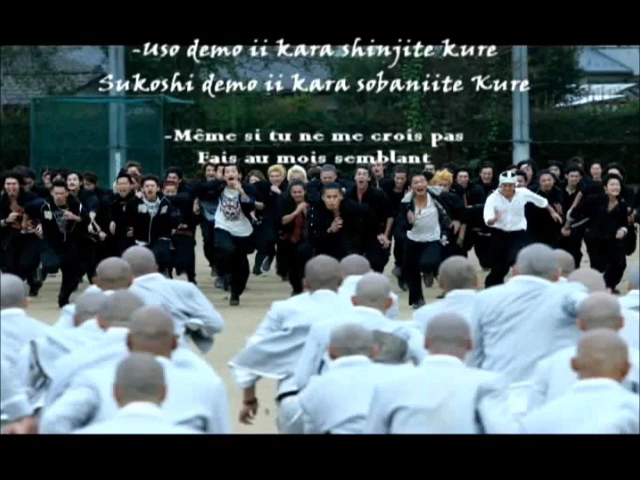 -Uso demo ii kara shinjite kure
Sukoshi demo ii kara sobaniite Kure
-Même si tu ne me crois pas
Fais au mois semblant